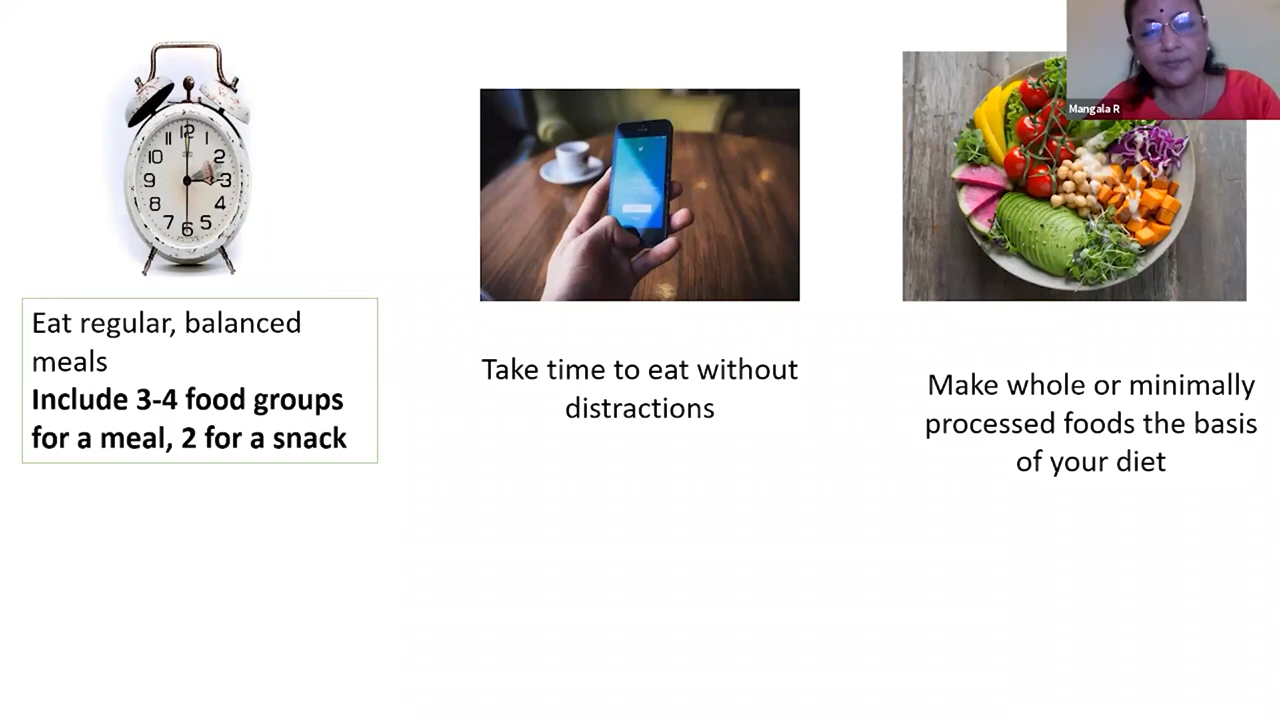 Mangala R
11
12
10
2
9
3
8
4
7
5
6
Eat regular, balanced
meals
Include 3-4 food groups
for a meal, 2 for a snack
Take time to eat without
distractions
Make whole or minimally
processed foods the basis
of your diet